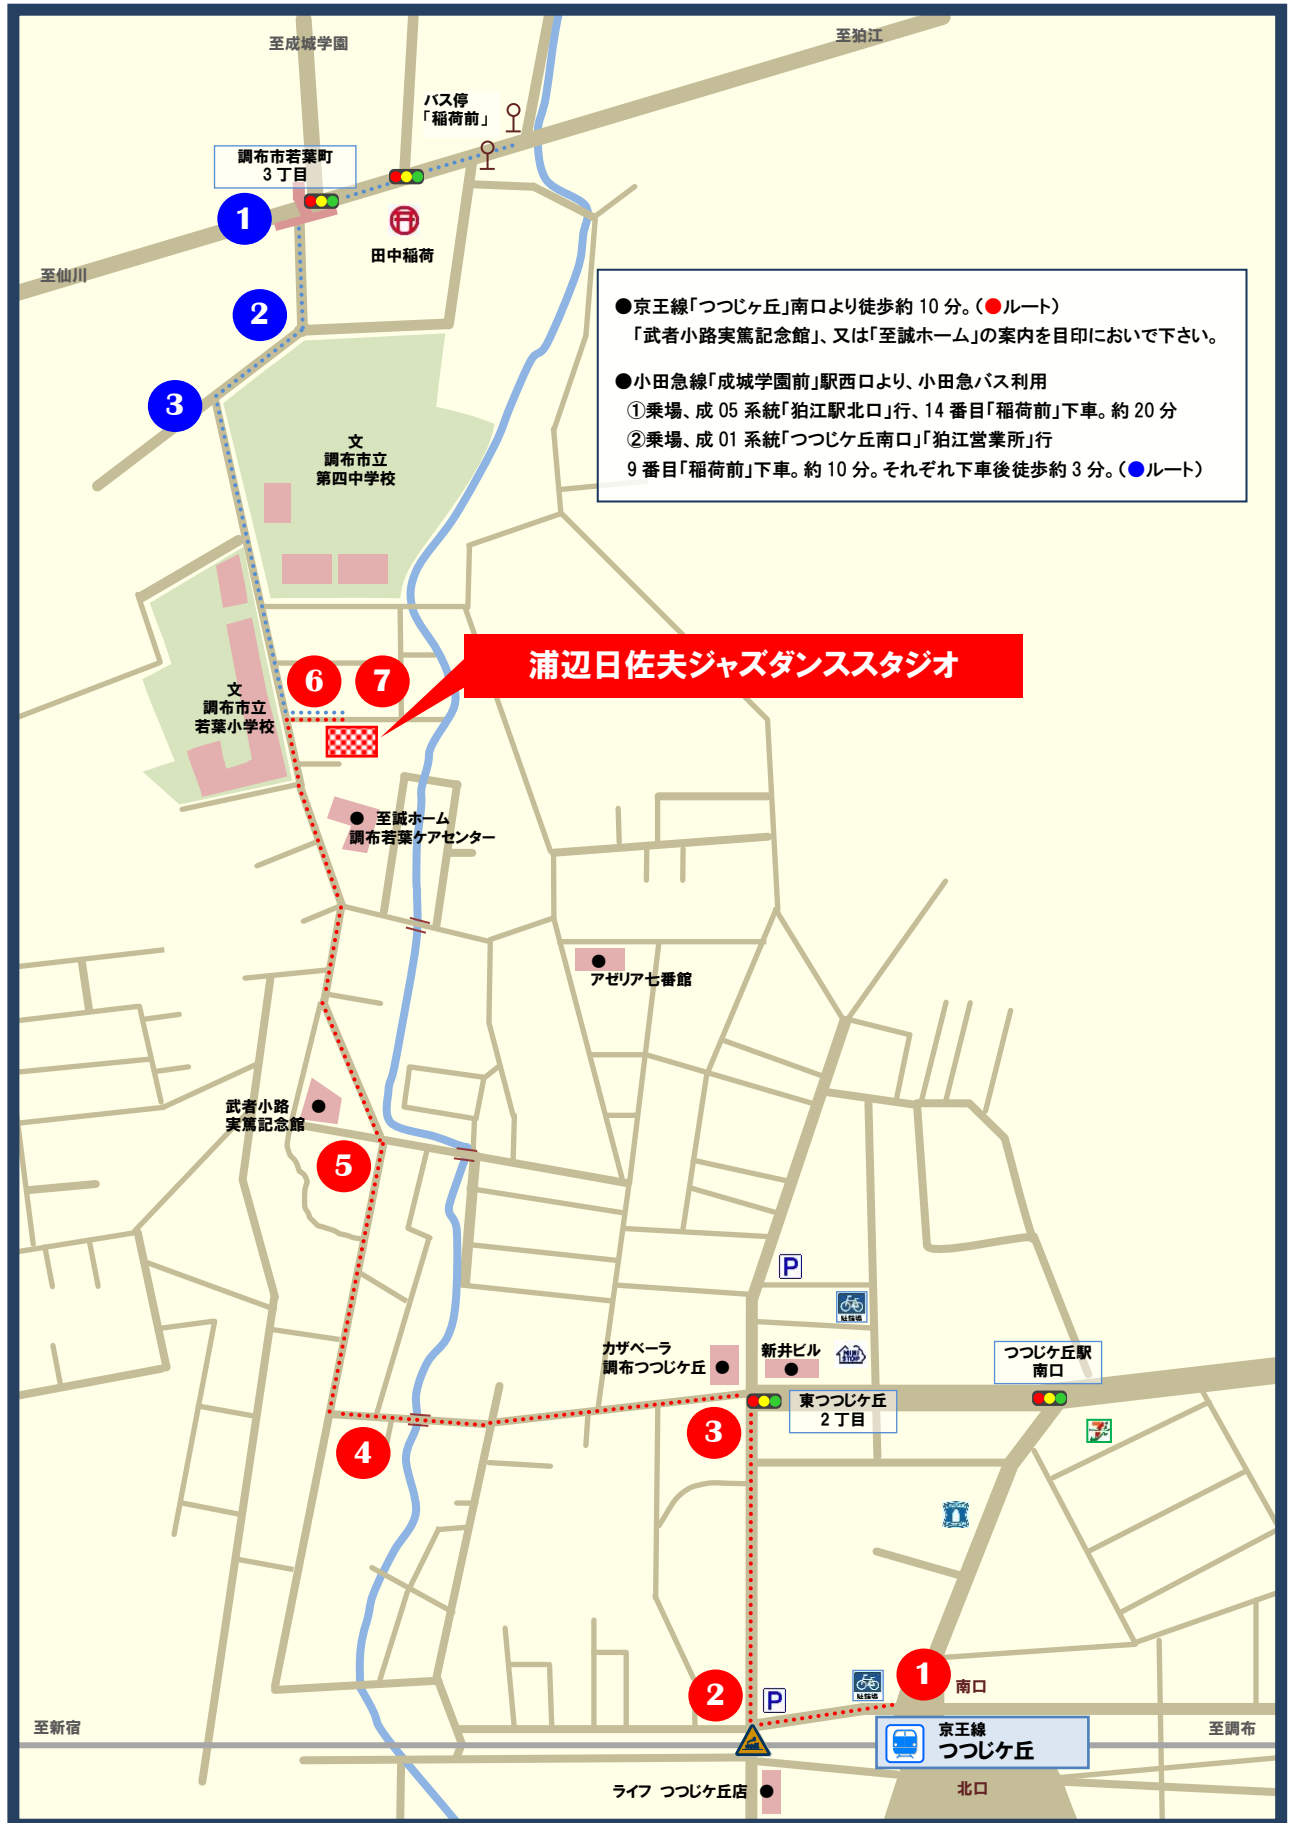 至成城学園
至狛江
バス停
「稲荷前」
調布市若葉町
3丁目
1
田中稲荷
至仙川
2
●京王線「つつじヶ丘」南口より徒歩約10分。(●ルート)
「武者小路実篤記念館」、又は「至誠ホーム」の案内を目印においで下さい。
●小田急線「成城学園前」駅西口より、小田急バス利用
①乗場、成05系統「狛江駅北口」行、14番目「稲荷前」下車。約20分
②乗場、成01系統「つつじケ丘南口」「狛江営業所」行
9番目「稲荷前」下車。約10分。それぞれ下車後徒歩約3分。(●ルート)
3
文
調布市立
第四中学校
浦辺日佐夫ジャズダンススタジオ
6
7
文
調布市立
若葉小学校
至誠ホーム
調布若葉ケアセンター
アゼリア七番館
武者小路
実篤記念館
5
P
駐輪場
カザベーラ
調布つつじケ丘
新井ビル
MINI
STOP
つつじケ丘駅
南口
東つつじケ丘
2丁目
3
4
7
1
南口
2
P
駐輪場
至新宿
京王線
つつじケ丘
至調布
ライフ つつじケ丘店
北口